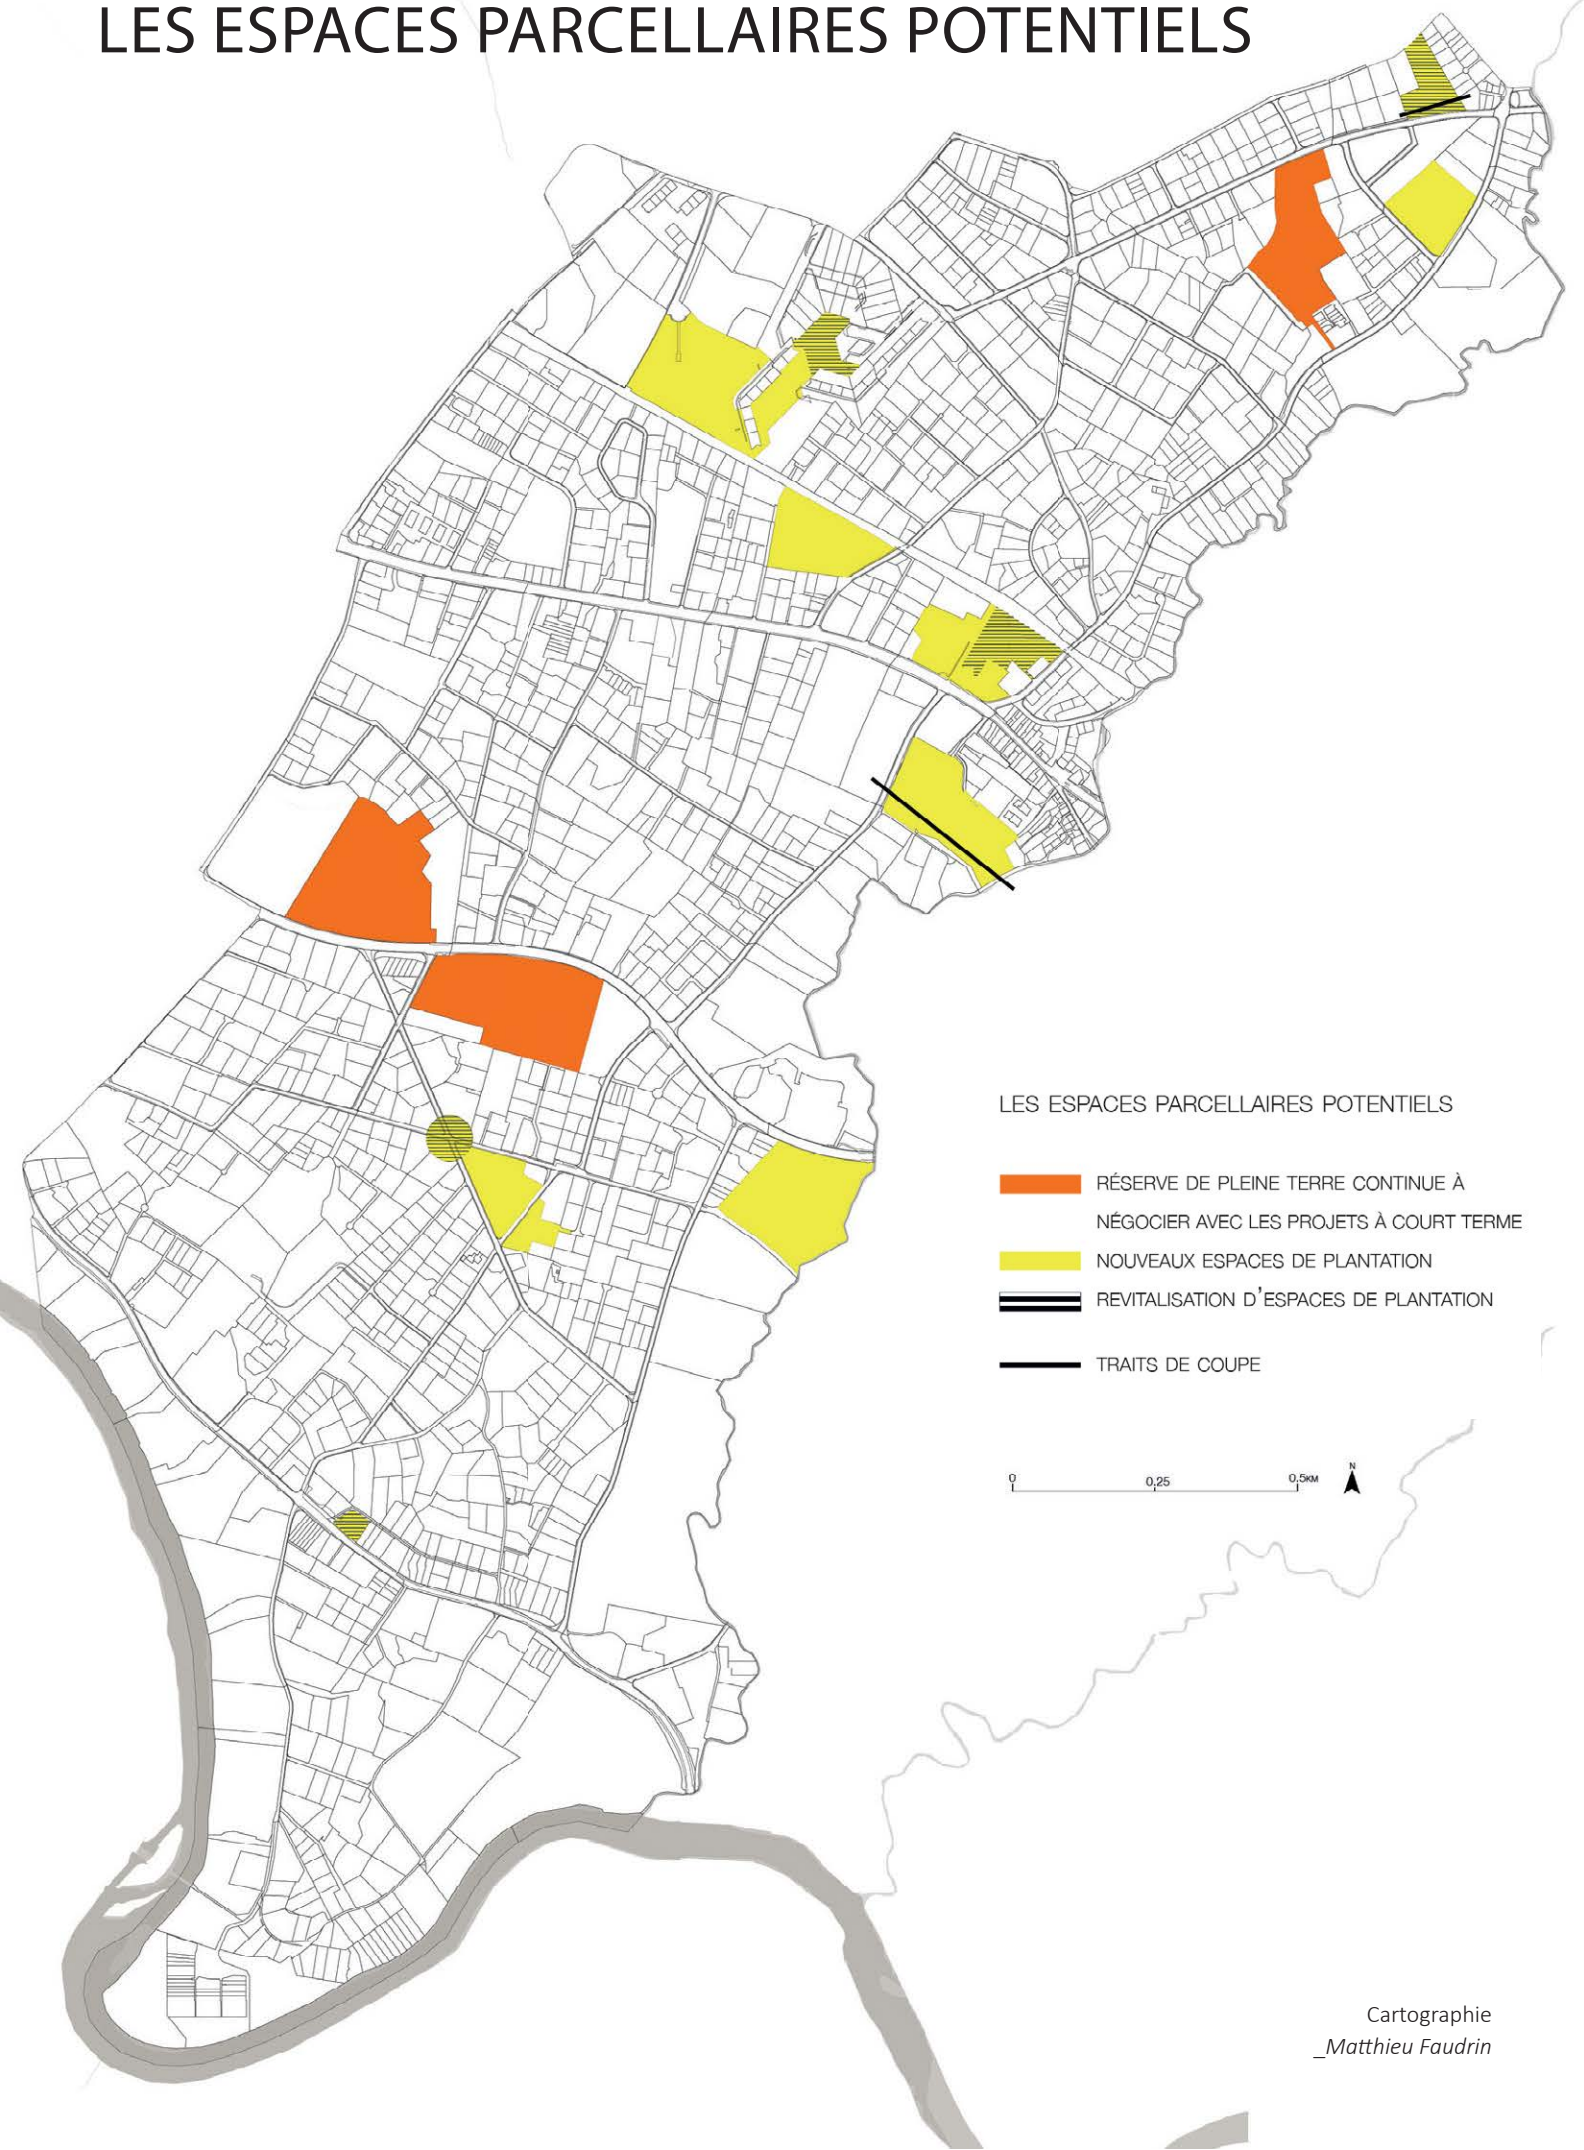 LES ESPACES PARCELLAIRES POTENTIELS
LES ESPACES PARCELLAIRES POTENTIELS
RÉSERVE DE PLEINE TERRE CONTINUE À
NÉGOCIER AVEC LES PROJETS À COURT TERME
NOUVEAUX ESPACES DE PLANTATION
REVITALISATION D'ESPACES DE PLANTATION
TRAITS DE COUPE
0 0,25 0,5KM N
Cartographie
_Matthieu Faudrin